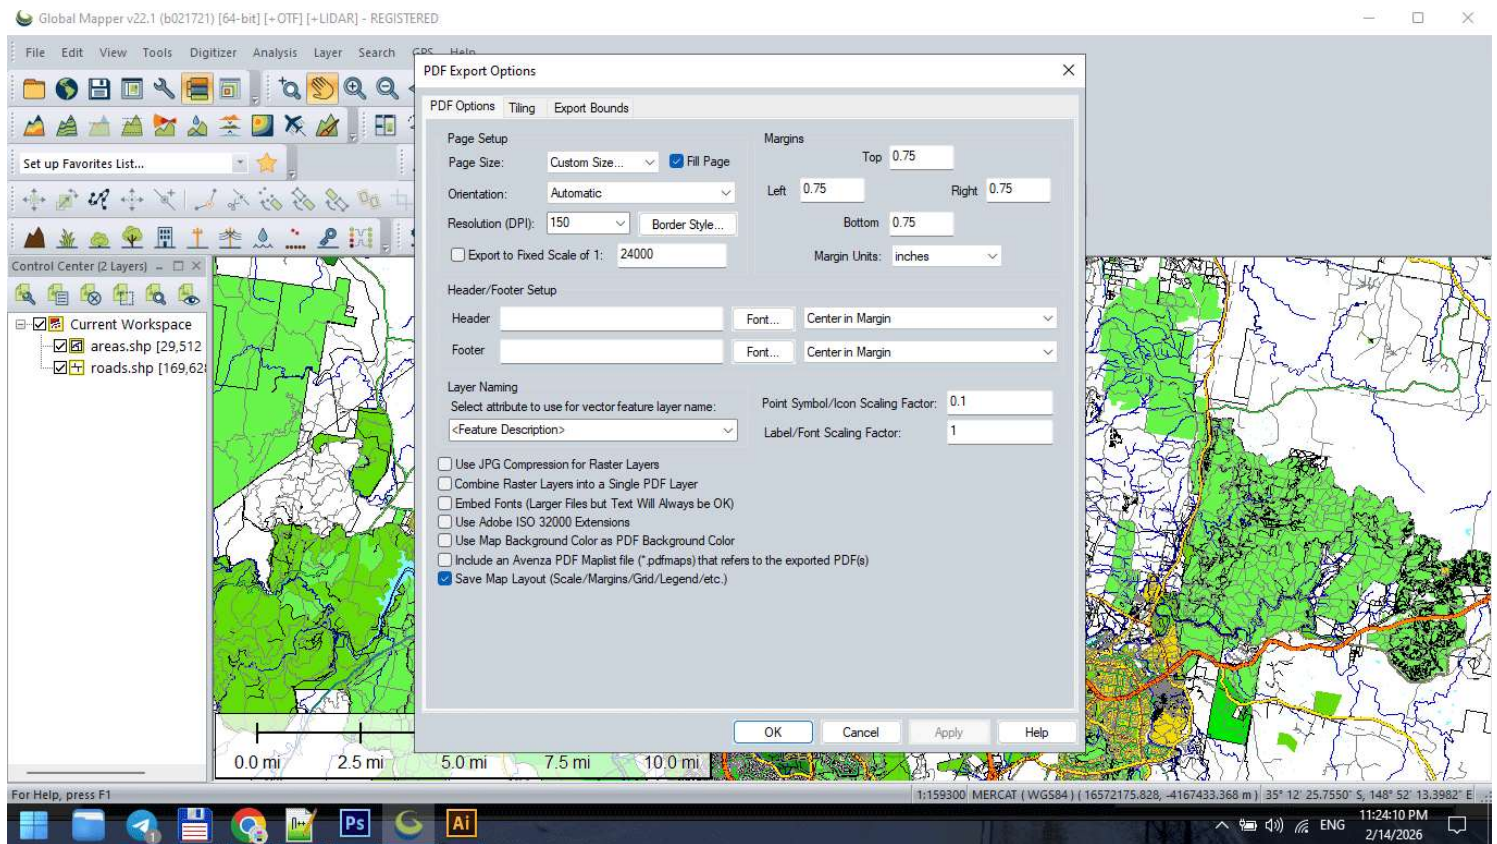 Global Mapper v22.1 (b021721) [64-bit] [+OTF] [+LIDAR] - REGISTERED
File Edit View Tools Digitizer Analysis Layer Search GPS Help
PDF Export Options
PDF Options Tiling Export Bounds
Page Setup
Page Size: Custom Size... Fill Page
Orientation: Automatic
Resolution (DPI): 150 Border Style...
Export to Fixed Scale of 1: 24000
Margins
Top 0.75
Left 0.75 Right 0.75
Bottom 0.75
Margin Units: inches
Set up Favorites List...
Control Center (2 Layers)
Current Workspace
areas.shp [29,512
roads.shp [169,62
Header/Footer Setup
Header Font... Center in Margin
Footer Font... Center in Margin
Layer Naming
Select attribute to use for vector feature layer name:
<Feature Description>
Point Symbol/Icon Scaling Factor: 0.1
Label/Font Scaling Factor: 1
Use JPG Compression for Raster Layers
Combine Raster Layers into a Single PDF Layer
Embed Fonts (Larger Files but Text Will Always be OK)
Use Adobe ISO 32000 Extensions
Use Map Background Color as PDF Background Color
Include an Avenza PDF Maplist file (*.pdfmaps) that refers to the exported PDF(s)
Save Map Layout (Scale/Margins/Grid/Legend/etc.)
OK Cancel Apply Help
0.0 mi 2.5 mi 5.0 mi 7.5 mi 10.0 mi
For Help, press F1
1:159300 MERCAT (WGS84) ( 16572175.828, -4167433.368 m ) 35° 12' 25.7550" S, 148° 52' 13.3982" E
Ps Ai
1
ENG 11:24:10 PM
2/14/2026